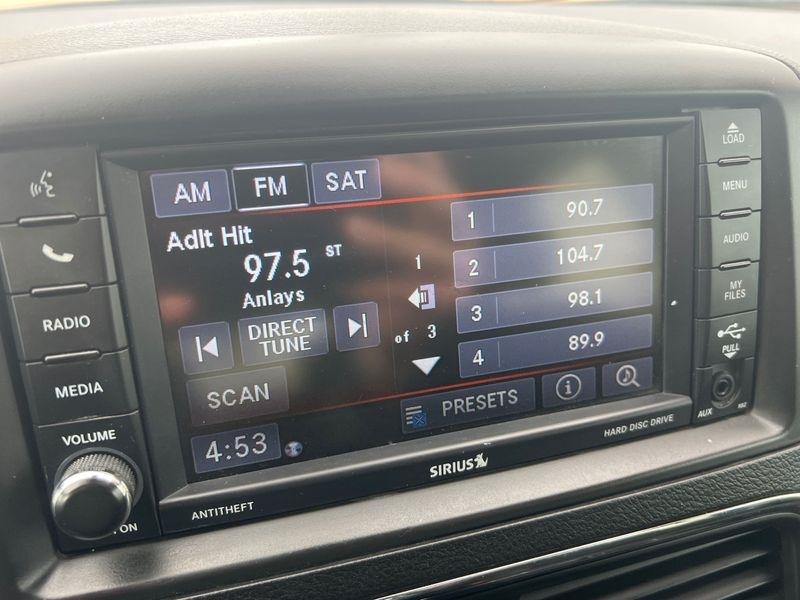 AM FM SAT
Adlt Hit
97.5 ST
Anlays
DIRECT
TUNE
SCAN
4:53
1
of 3
1 90.7
2 104.7
3 98.1
4 89.9
PRESETS
RADIO
MEDIA
VOLUME
ON
ANTITHEFT
SIRIUS
HARD DISC DRIVE
LOAD
MENU
AUDIO
MY
FILES
PULL
AUX